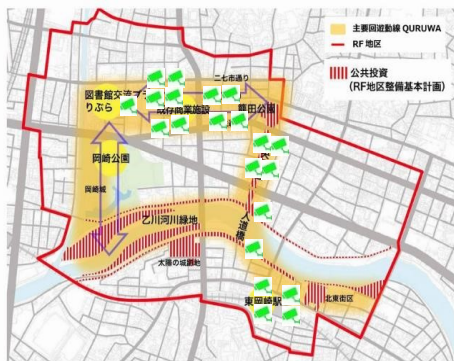 主要回遊動線 QURUWA
RF 地区
公共投資
(RF地区整備基本計画)
二七市通り
図書館交流プラ
りぶら
既存商業施設
籠田公園
岡崎公園
岡崎城
乙川河川緑地
人道橋
太陽の城跡地
東岡崎駅
北東街区